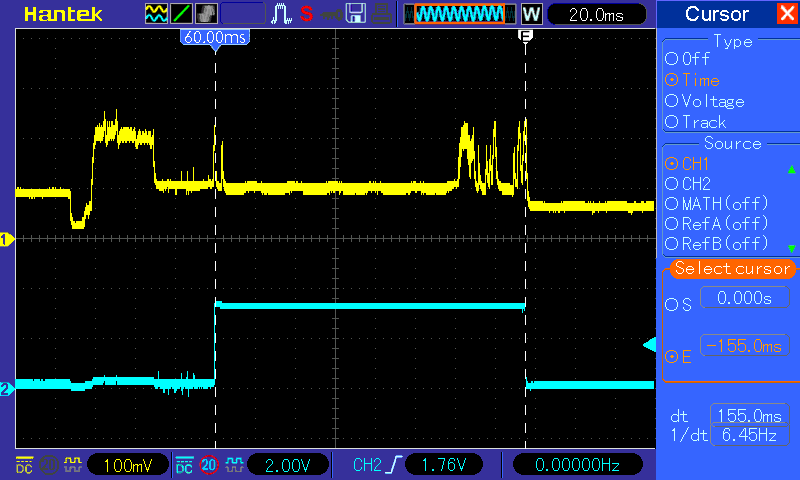 Hantek S W 20.0ms Cursor
60.00ms E
Type
Off
Time
Voltage
Track
Source
CH1
CH2
MATH(off)
RefA(off)
RefB(off)
1
Select cursor
S 0.000s
E -155.0ms
2
dt 155.0ms
1/dt 6.45Hz
DC 20 100mV DC 20 2.00V CH2 1.76V 0.00000Hz